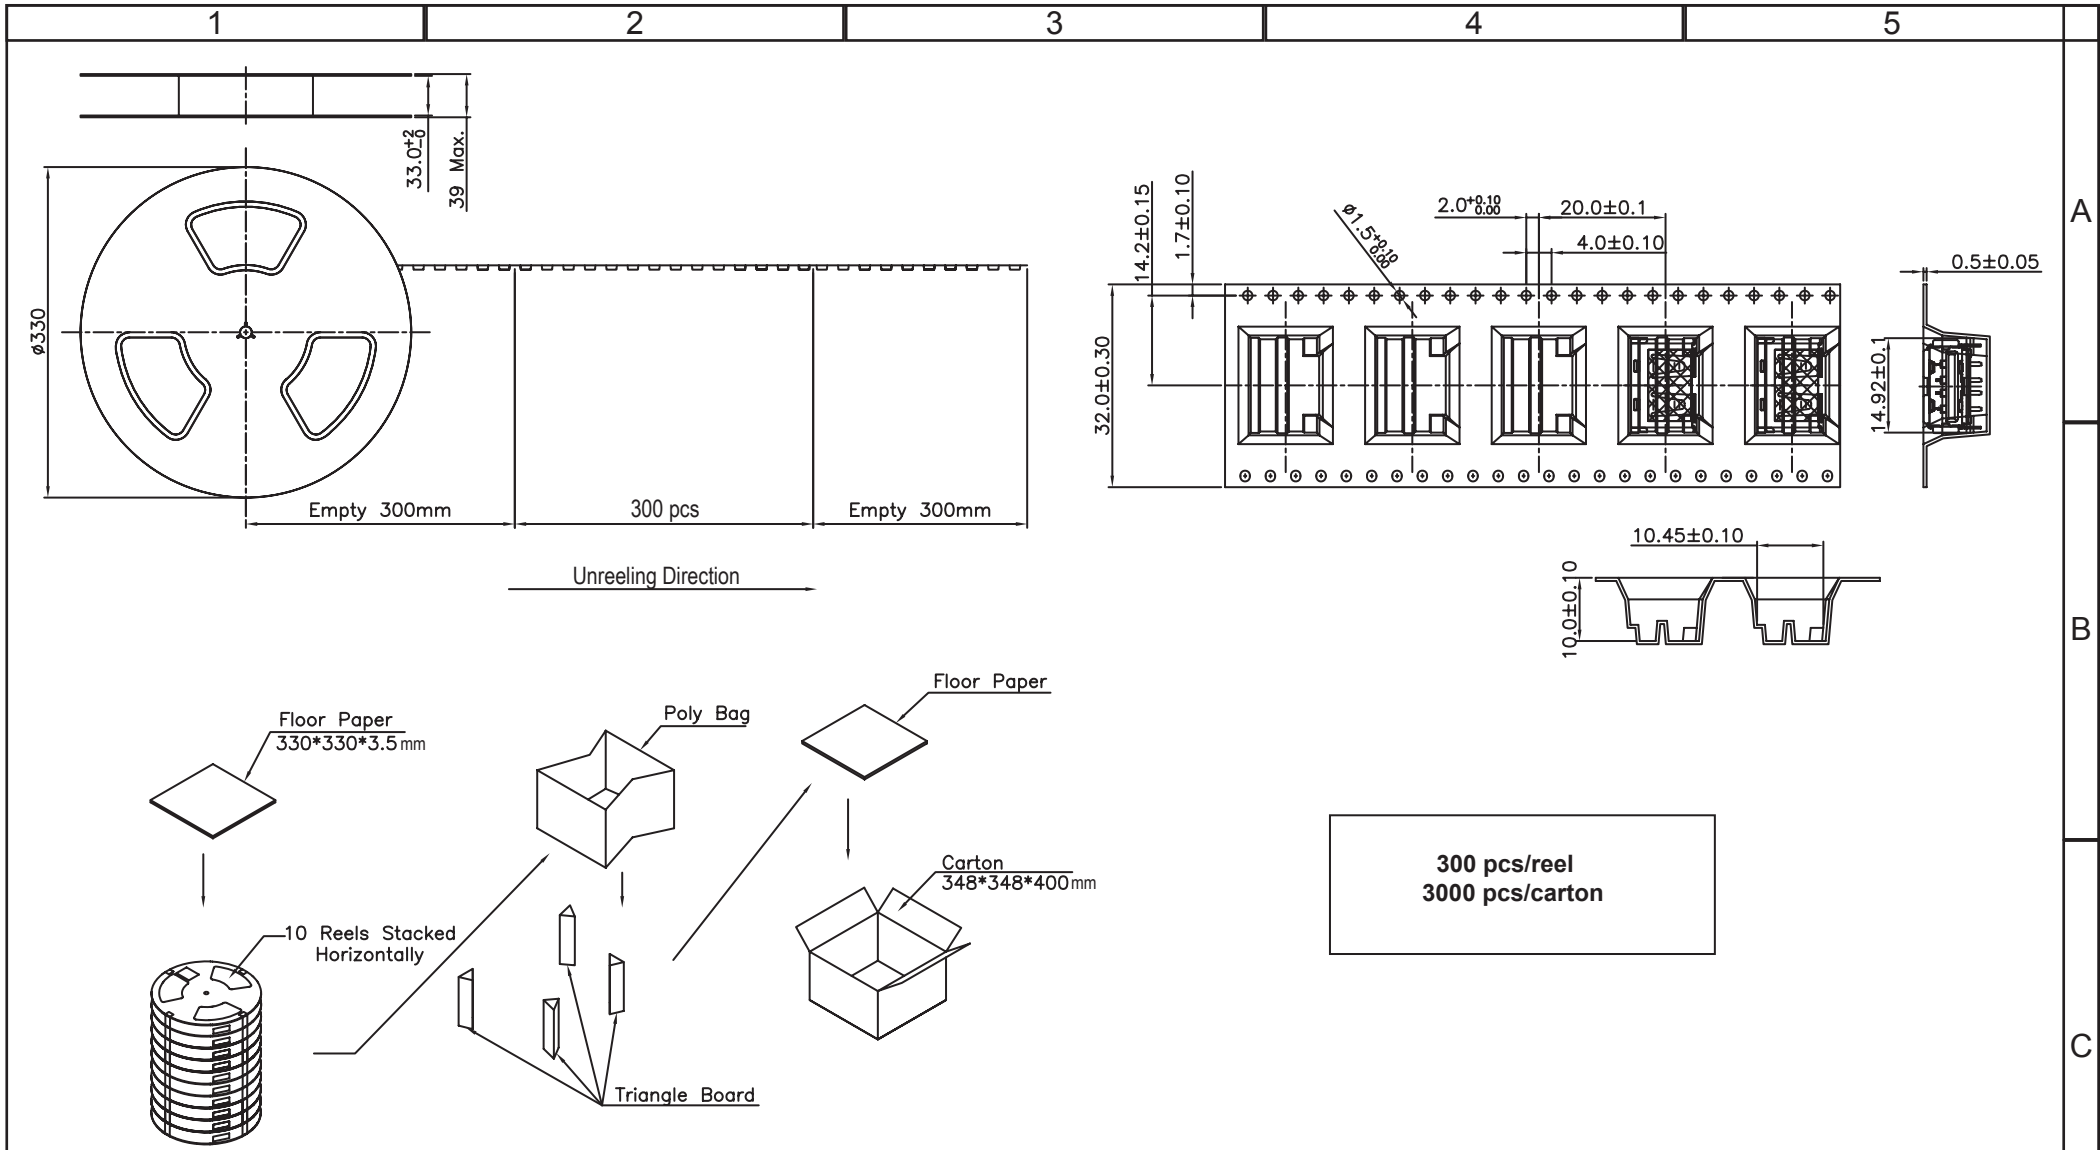 1 2 3 4 5
A
B
C
33.0+2-0
39 Max.
ø330
Empty 300mm
300 pcs
Empty 300mm
Unreeling Direction
14.2±0.15
1.7±0.10
ø1.5+0.10 0.00
2.0+0.10 0.00
20.0±0.1
4.0±0.10
0.5±0.05
32.0±0.30
14.92±0.1
10.45±0.10
10.0±0.10
Floor Paper
330*330*3.5mm
Poly Bag
Floor Paper
Carton
348*348*400mm
10 Reels Stacked
Horizontally
Triangle Board
300 pcs/reel
3000 pcs/carton